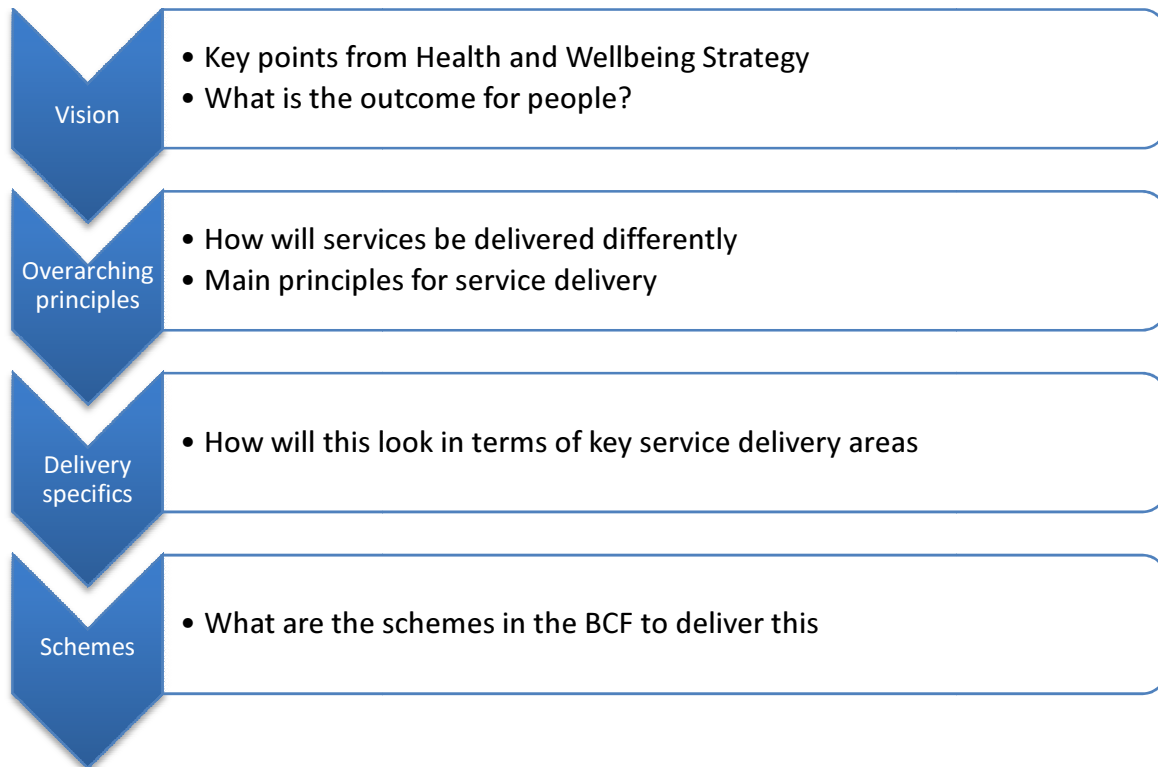 Vision
• Key points from Health and Wellbeing Strategy
• What is the outcome for people?
Overarching
principles
• How will services be delivered differently
• Main principles for service delivery
Delivery
specifics
• How will this look in terms of key service delivery areas
Schemes
• What are the schemes in the BCF to deliver this